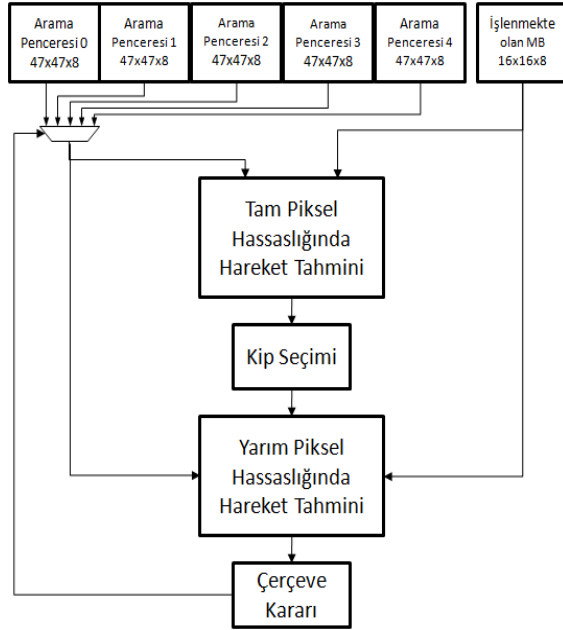 Arama
Penceresi 0
47x47x8
Arama
Penceresi 1
47x47x8
Arama
Penceresi 2
47x47x8
Arama
Penceresi 3
47x47x8
Arama
Penceresi 4
47x47x8
İşlenmekte
olan MB
16x16x8
Tam Piksel
Hassaslığında
Hareket Tahmini
Kip Seçimi
Yarım Piksel
Hassaslığında
Hareket Tahmini
Çerçeve
Kararı